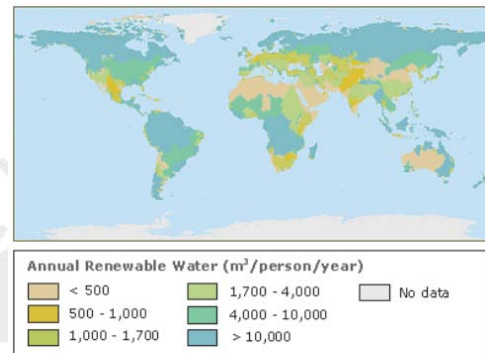 Annual Renewable Water (m³/person/year)
< 500
1,700 - 4,000
No data
500 - 1,000
4,000 - 10,000
1,000 - 1,700
> 10,000